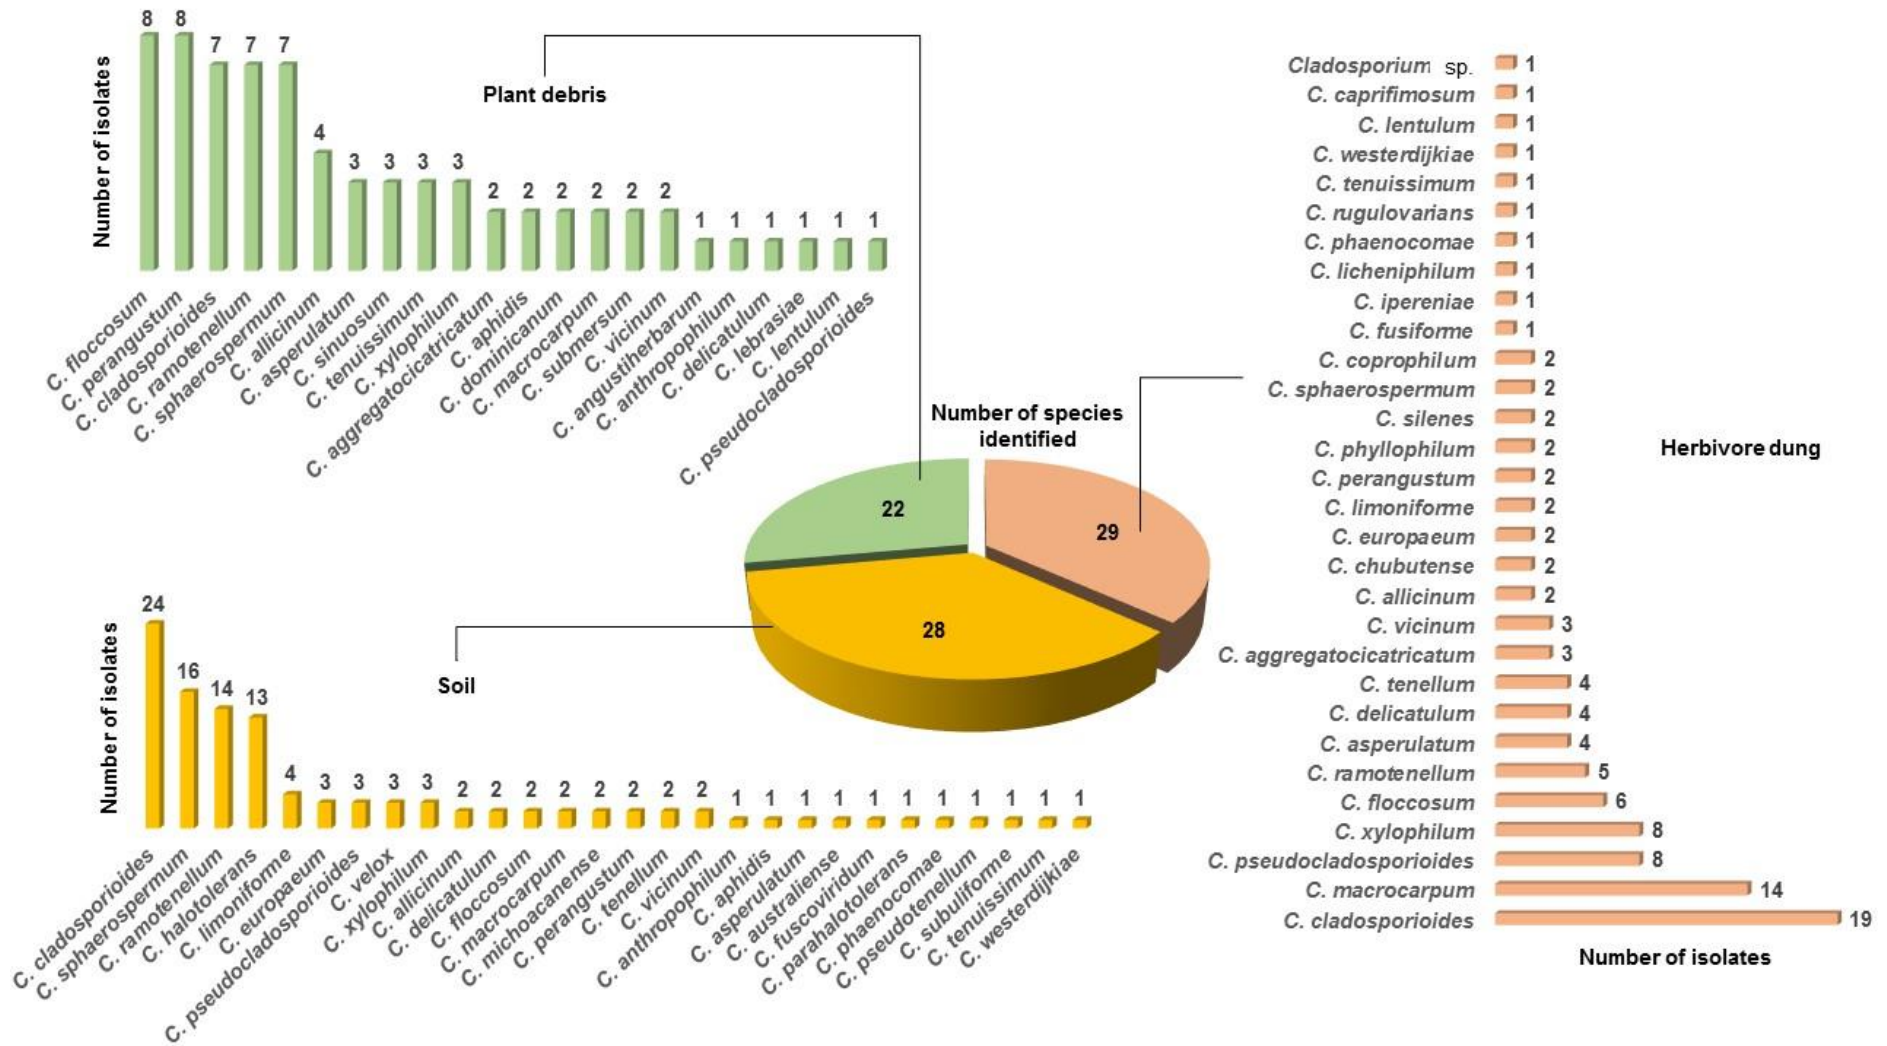 8 8 7 7 7 4 3 3 3 3 2 2 2 2 2 2 1 1 1 1 1 1
Number of isolates
Plant debris
C. floccosum
C. perangustum
C. cladosporioides
C. ramotenellum
C. sphaerospermum
C. allicinum
C. asperulatum
C. sinuosum
C. tenuissimum
C. xylophilum
C. aggregatocicatricatum
C. aphidis
C. dominicanum
C. macrocarpum
C. submersum
C. vicinum
C. angustiherbarum
C. anthropophilum
C. delicatulum
C. lebrasiae
C. lentulum
C. pseudocladosporioides
Number of species
identified
22
29
28
Soil
24 16 14 13 4 3 3 3 3 2 2 2 2 2 2 2 2 1 1 1 1 1 1 1 1 1 1 1
Number of isolates
C. cladosporioides
C. sphaerospermum
C. ramotenellum
C. halotolerans
C. limoniforme
C. europaeum
C. pseudocladosporioides
C. velox
C. xylophilum
C. allicinum
C. delicatulum
C. floccosum
C. macrocarpum
C. michoacanense
C. perangustum
C. tenellum
C. vicinum
C. anthropophilum
C. aphidis
C. asperulatum
C. australiense
C. fuscoviridum
C. parahalotolerans
C. phaenocomae
C. pseudotenellum
C. subuliforme
C. tenuissimum
C. westerdijkiae
Cladosporium sp. 1
C. caprifimosum 1
C. lentulum 1
C. westerdijkiae 1
C. tenuissimum 1
C. rugulovarians 1
C. phaenocomae 1
C. licheniphilum 1
C. ipereniae 1
C. fusiforme 1
C. coprophilum 2
C. sphaerospermum 2
C. silenes 2
C. phyllophilum 2
C. perangustum 2
C. limoniforme 2
C. europaeum 2
C. chubutense 2
C. allicinum 2
C. vicinum 3
C. aggregatocicatricatum 3
C. tenellum 4
C. delicatulum 4
C. asperulatum 4
C. ramotenellum 5
C. floccosum 6
C. xylophilum 8
C. pseudocladosporioides 8
C. macrocarpum 14
C. cladosporioides 19
Herbivore dung
Number of isolates